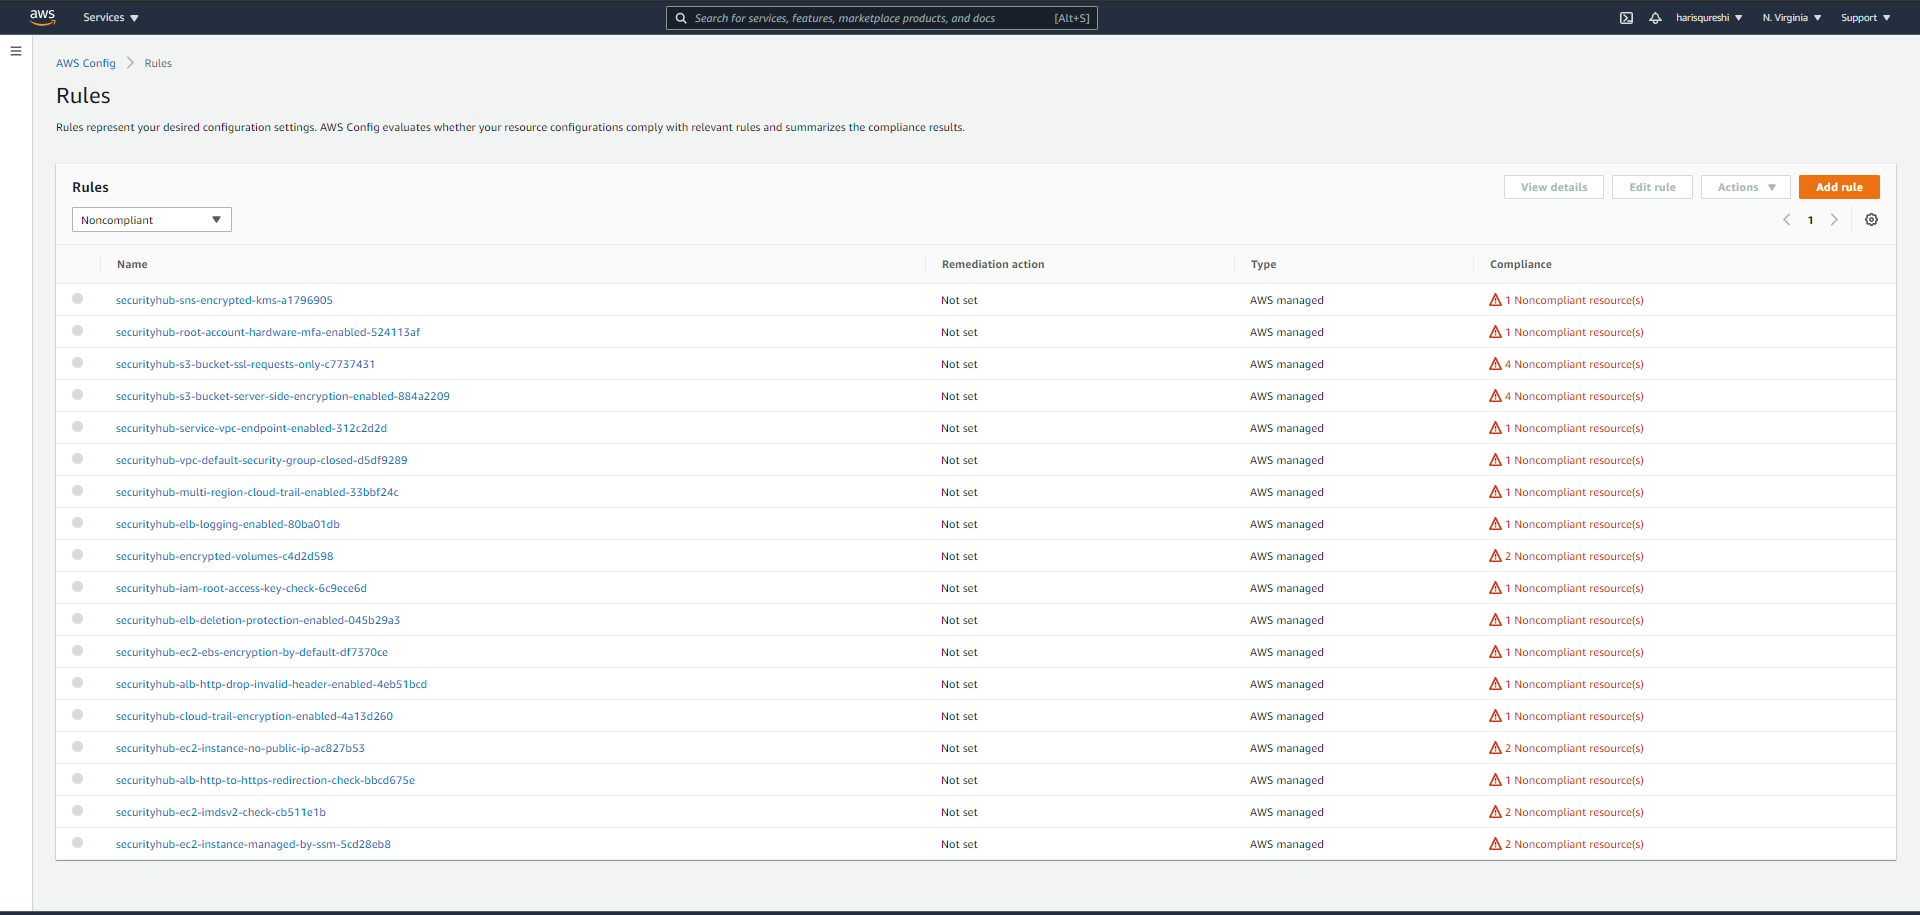 aws Services Search for services, features, marketplace products, and docs [Alt+S] harisqureshi N. Virginia Support
AWS Config Rules
Rules
Rules represent your desired configuration settings. AWS Config evaluates whether your resource configurations comply with relevant rules and summarizes the compliance results.
Rules View details Edit rule Actions Add rule
Noncompliant 1
Name Remediation action Type Compliance
securityhub-sns-encrypted-kms-a1796905 Not set AWS managed 1 Noncompliant resource(s)
securityhub-root-account-hardware-mfa-enabled-524113af Not set AWS managed 1 Noncompliant resource(s)
securityhub-s3-bucket-ssl-requests-only-c7737431 Not set AWS managed 4 Noncompliant resource(s)
securityhub-s3-bucket-server-side-encryption-enabled-884a2209 Not set AWS managed 4 Noncompliant resource(s)
securityhub-service-vpc-endpoint-enabled-312c2d2d Not set AWS managed 1 Noncompliant resource(s)
securityhub-vpc-default-security-group-closed-d5df9289 Not set AWS managed 1 Noncompliant resource(s)
securityhub-multi-region-cloud-trail-enabled-33bbf24c Not set AWS managed 1 Noncompliant resource(s)
securityhub-elb-logging-enabled-80ba01db Not set AWS managed 1 Noncompliant resource(s)
securityhub-encrypted-volumes-c4d2d598 Not set AWS managed 2 Noncompliant resource(s)
securityhub-iam-root-access-key-check-6c9ece6d Not set AWS managed 1 Noncompliant resource(s)
securityhub-elb-deletion-protection-enabled-045b29a3 Not set AWS managed 1 Noncompliant resource(s)
securityhub-ec2-ebs-encryption-by-default-df7370ce Not set AWS managed 1 Noncompliant resource(s)
securityhub-alb-http-drop-invalid-header-enabled-4eb51bcd Not set AWS managed 1 Noncompliant resource(s)
securityhub-cloud-trail-encryption-enabled-4a13d260 Not set AWS managed 1 Noncompliant resource(s)
securityhub-ec2-instance-no-public-ip-ac827b53 Not set AWS managed 2 Noncompliant resource(s)
securityhub-alb-http-to-https-redirection-check-bbcd675e Not set AWS managed 1 Noncompliant resource(s)
securityhub-ec2-imdsv2-check-cb511e1b Not set AWS managed 2 Noncompliant resource(s)
securityhub-ec2-instance-managed-by-ssm-5cd28eb8 Not set AWS managed 2 Noncompliant resource(s)